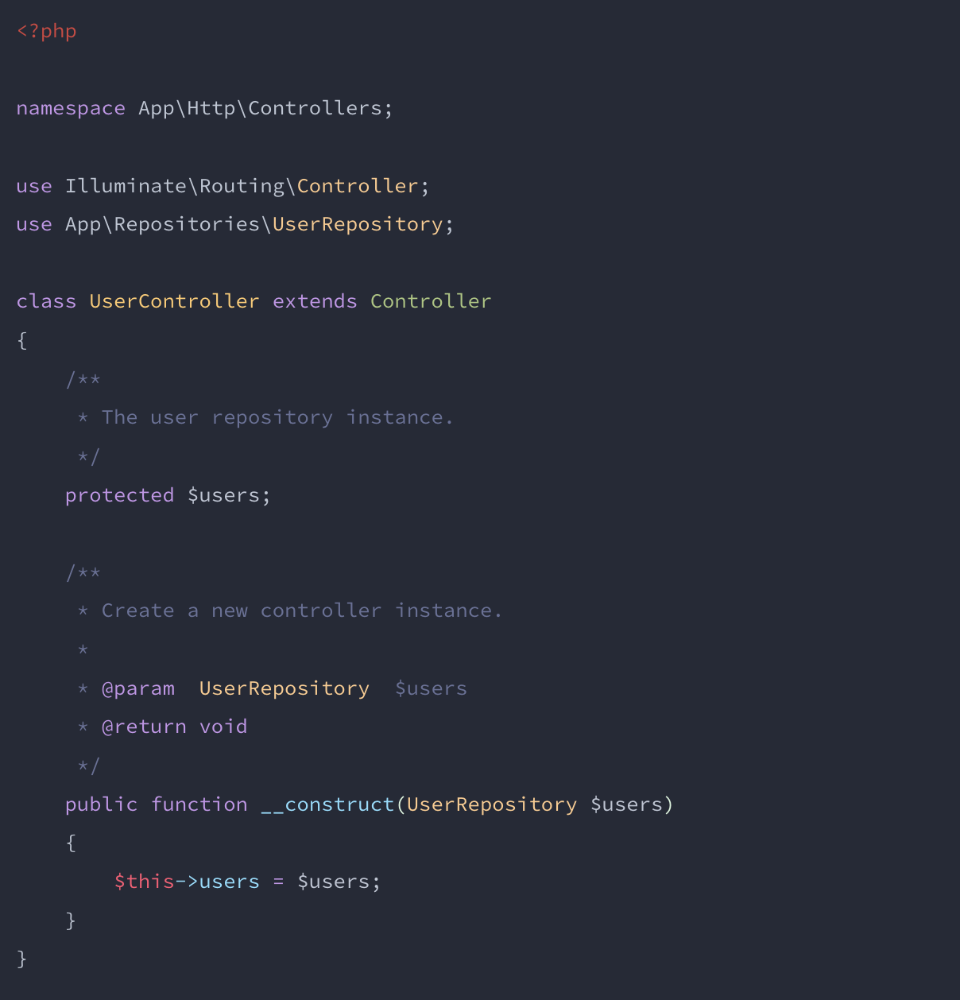 <?php
namespace App\Http\Controllers;
use Illuminate\Routing\Controller;
use App\Repositories\UserRepository;
class UserController extends Controller
{
    /**
     * The user repository instance.
     */
    protected $users;
    /**
     * Create a new controller instance.
     *
     * @param  UserRepository  $users
     * @return void
     */
    public function __construct(UserRepository $users)
    {
        $this->users = $users;
    }
}